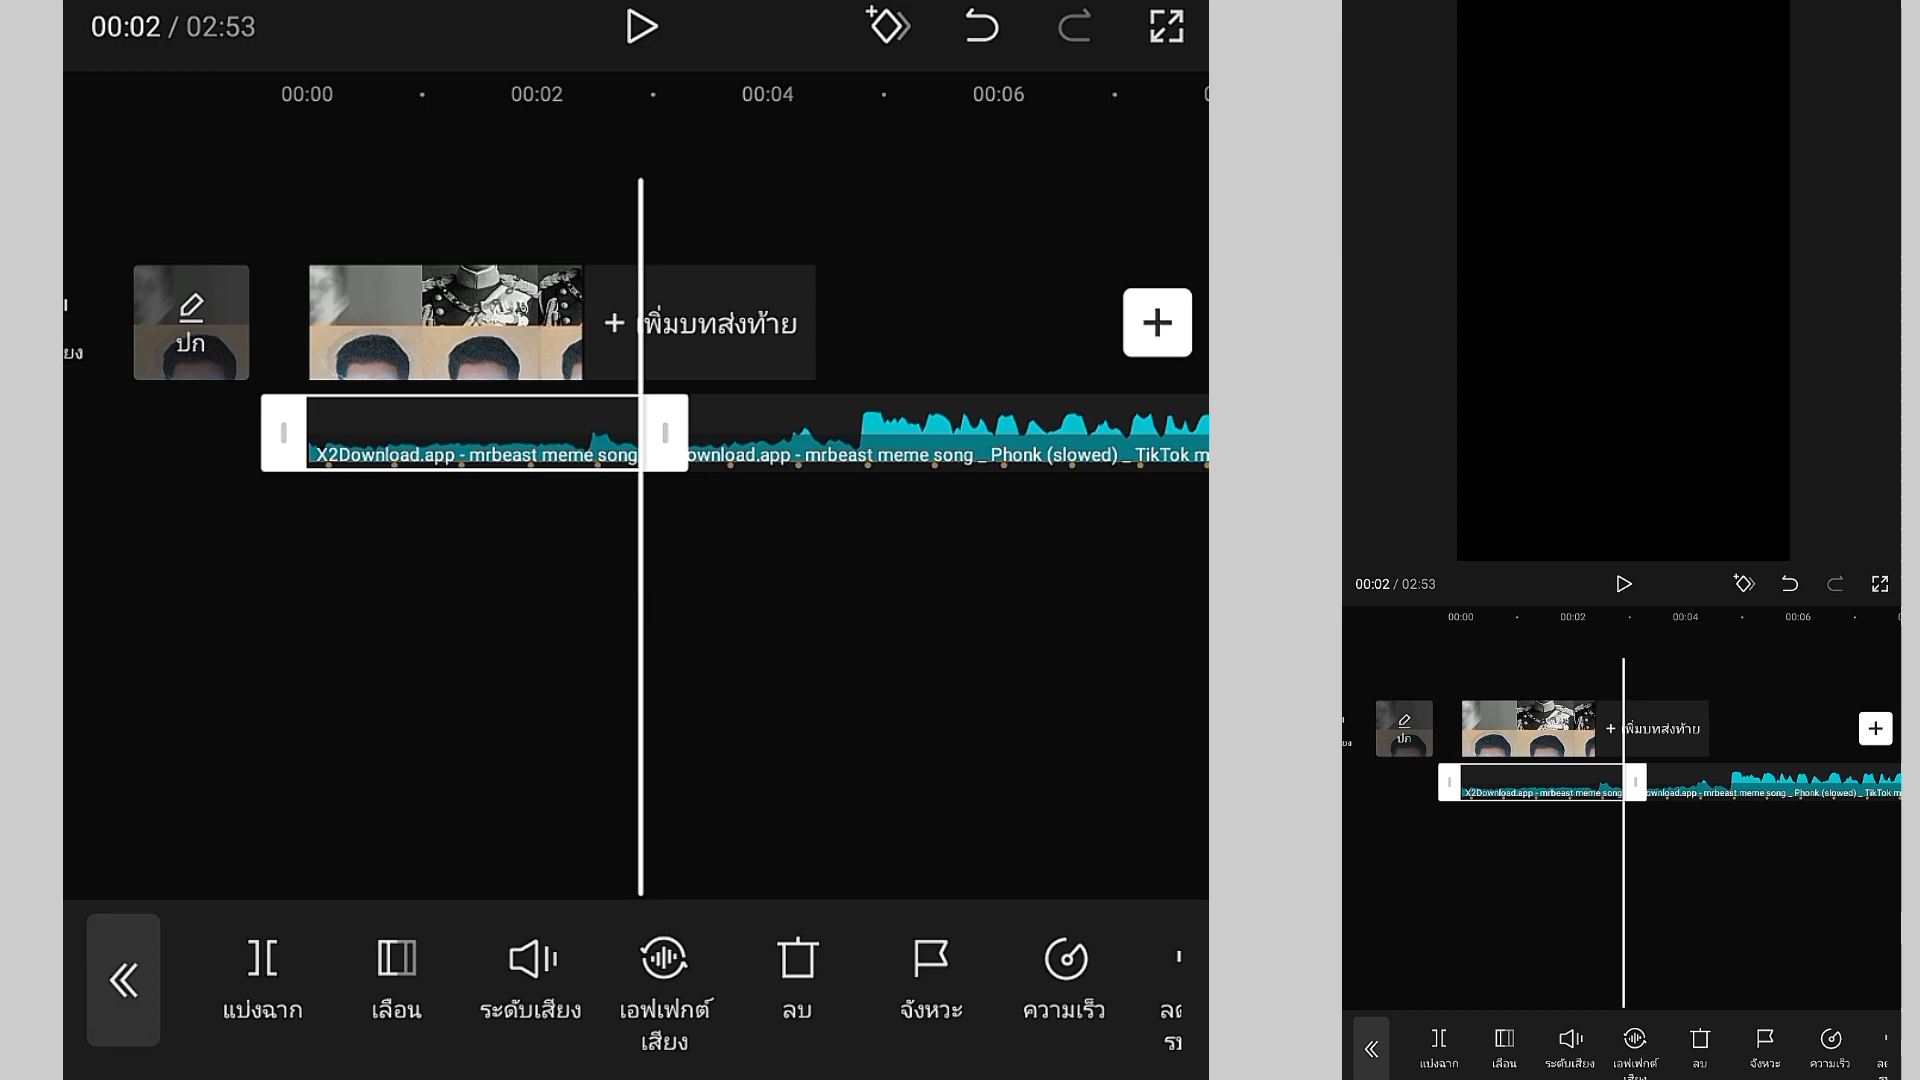 00:02 / 02:53
00:00 00:02 00:04 00:06
ปก
+ เพิ่มบทส่งท้าย
X2Download.app - mrbeast meme song
ownload.app - mrbeast meme song _ Phonk (slowed) _ TikTok m
แบ่งฉาก เลือน ระดับเสียง เอฟเฟกต์ ลบ จังหวะ ความเร็ว
เสียง
00:02 / 02:53
00:00 00:02 00:04 00:06
ปก
+ เพิ่มบทส่งท้าย
X2Download.app - mrbeast meme song
ownload.app - mrbeast meme song _ Phonk (slowed) _ TikTok m
แบ่งฉาก เลือน ระดับเสียง เอฟเฟกต์ ลบ จังหวะ ความเร็ว
เสียง